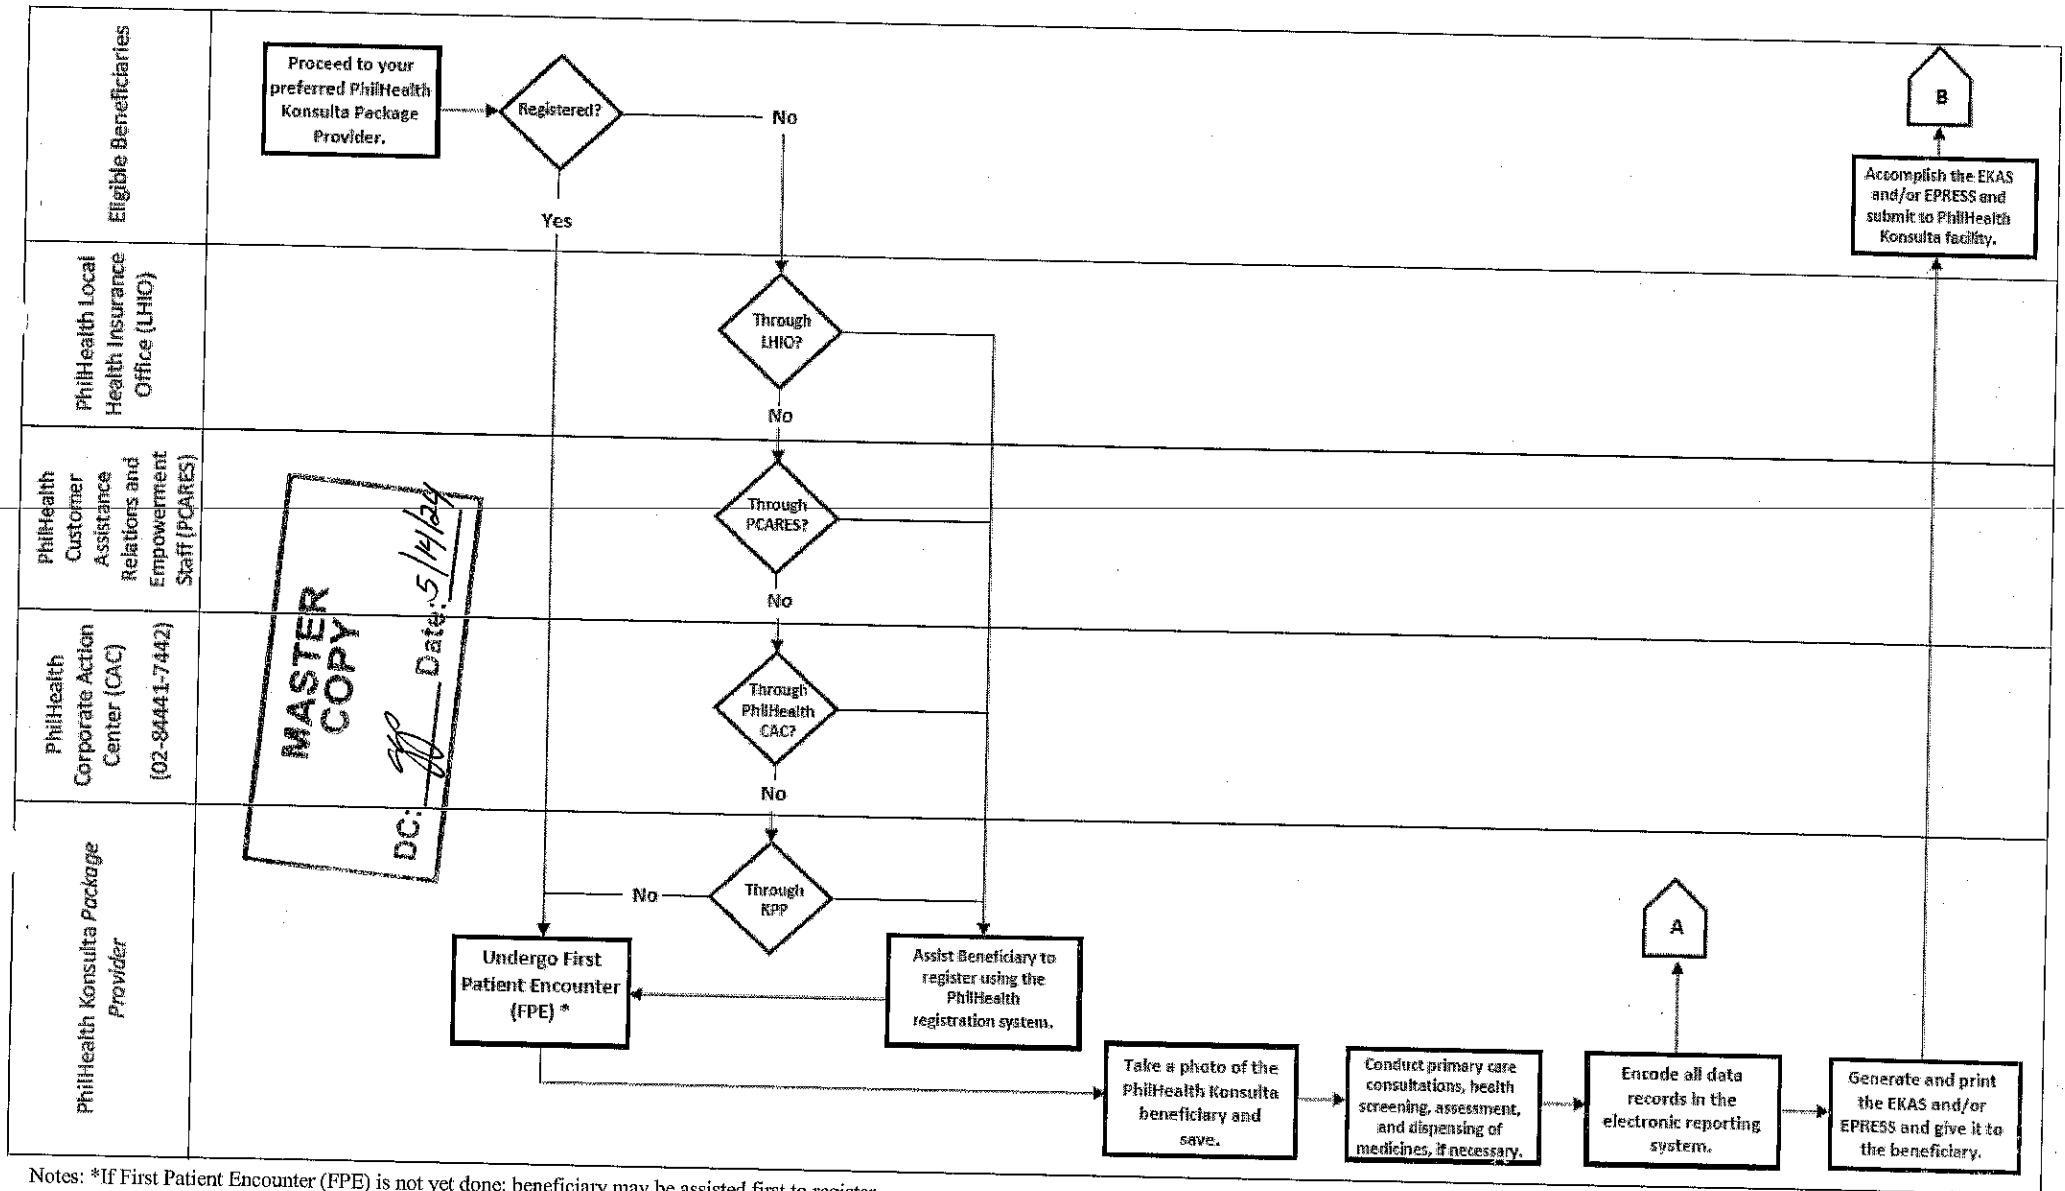 Eligible Beneficiaries
Proceed to your
preferred PhilHealth
Konsulta Package
Provider.
Registered?
No
Yes
B
Accomplish the EKAS
and/or EPRESS and
submit to PhilHealth
Konsulta facility.
PhilHealth Local
Health Insurance
Office (LHIO)
Through
LHIO?
No
PhilHealth
Customer
Assistance
Relations and
Empowerment
Staff (PCARES)
Through
PCARES?
No
MASTER
COPY
DC:
Date: 5/14/24
PhilHealth
Corporate Action
Center (CAC)
(02-84441-7442)
Through
PhilHealth
CAC?
No
PhilHealth Konsulta Package
Provider
Through
KPP
No
Undergo First
Patient Encounter
(FPE) *
Assist Beneficiary to
register using the
PhilHealth
registration system.
Take a photo of the
PhilHealth Konsulta
beneficiary and
save.
Conduct primary care
consultations, health
screening, assessment,
and dispensing of
medicines, if necessary.
A
Encode all data
records in the
electronic reporting
system.
Generate and print
the EKAS and/or
EPRESS and give it to
the beneficiary.
Notes: *If First Patient Encounter (FPE) is not yet done; beneficiary may be assisted first to register